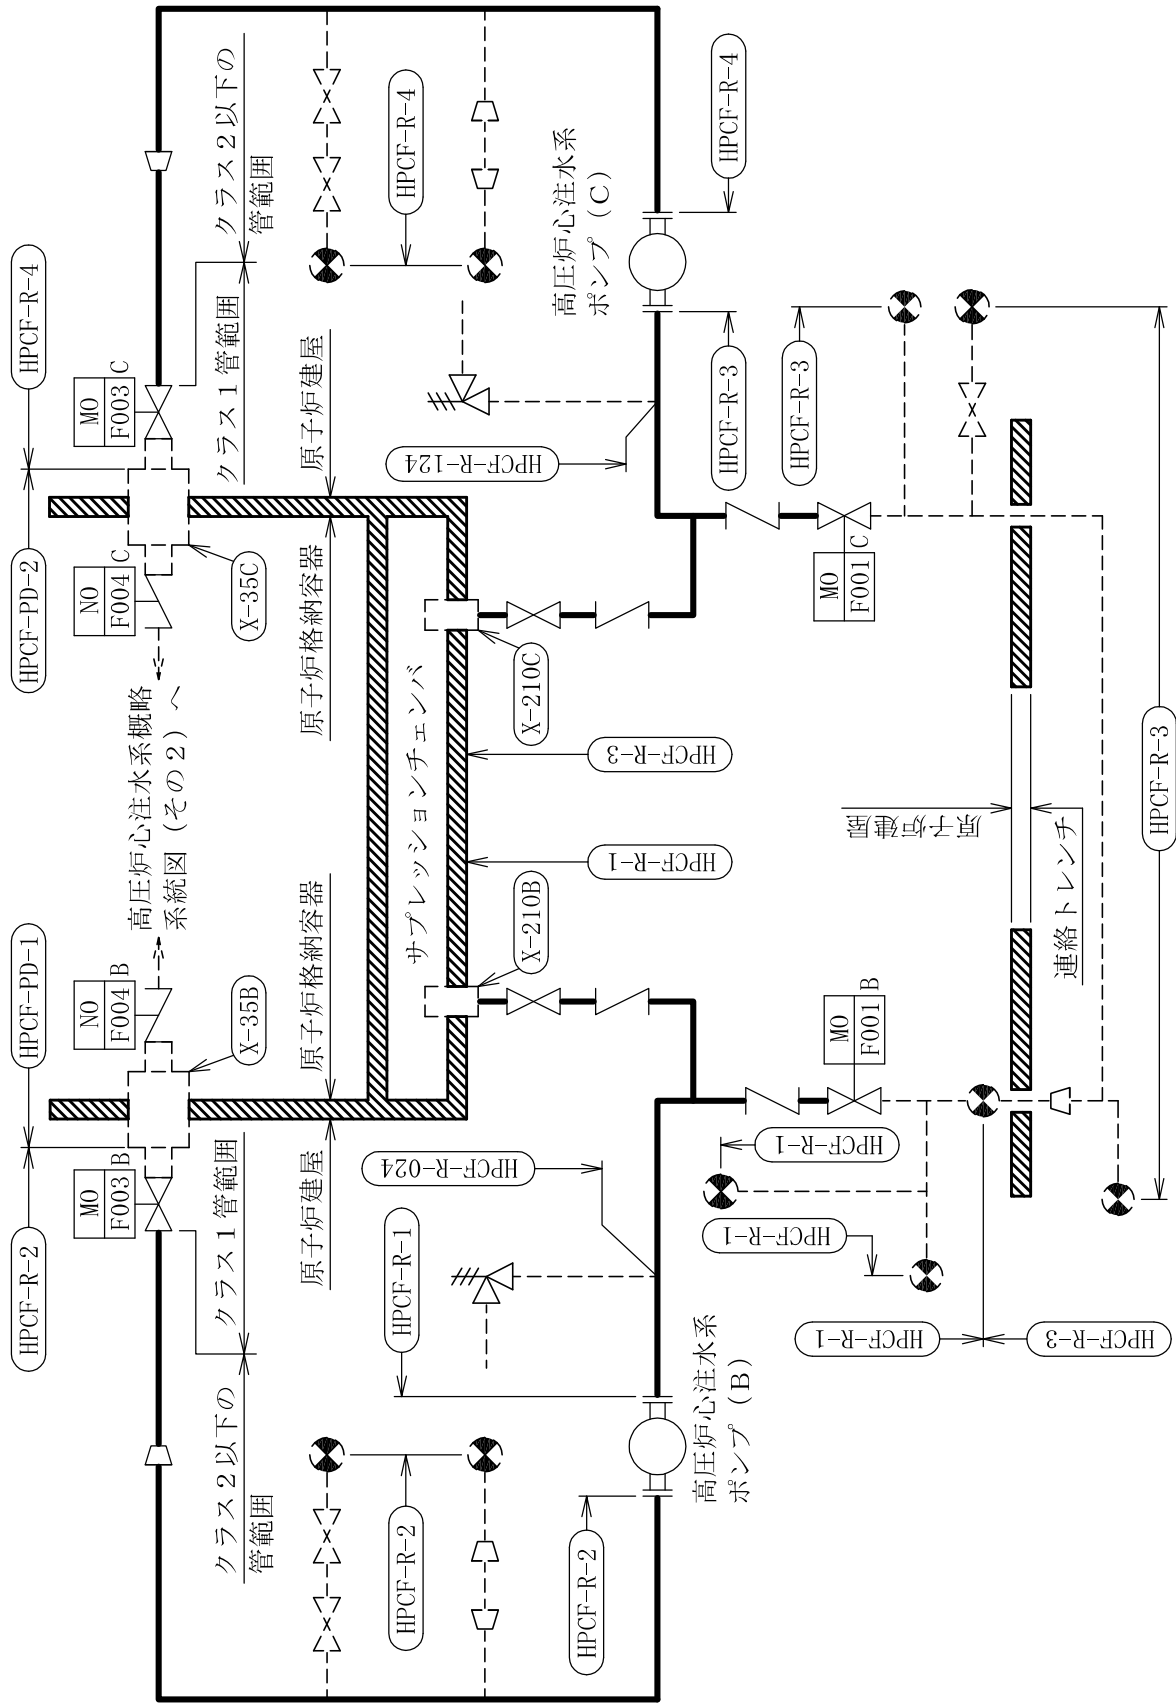 HPCF-R-2
HPCF-PD-1
HPCF-PD-2
HPCF-R-4
MO
F003
B
NO
F004
B
NO
F004
C
MO
F003
C
高圧炉心注水系概略
系統図（その２）へ
X-35B
X-35C
クラス２以下の
管範囲
クラス１管範囲
クラス１管範囲
クラス２以下の
管範囲
原子炉建屋
原子炉格納容器
原子炉格納容器
原子炉建屋
HPCF-R-2
HPCF-R-1
HPCF-R-024
サプレッションチェンバ
HPCF-R-124
HPCF-R-4
X-210B
X-210C
HPCF-R-2
HPCF-R-1
HPCF-R-3
高圧炉心注水系
ポンプ（C）
HPCF-R-4
高圧炉心注水系
ポンプ（B）
HPCF-R-3
HPCF-R-1
HPCF-R-1
HPCF-R-3
MO
F001
B
MO
F001
C
HPCF-R-1
HPCF-R-3
原子炉建屋
連絡トレンチ
HPCF-R-3